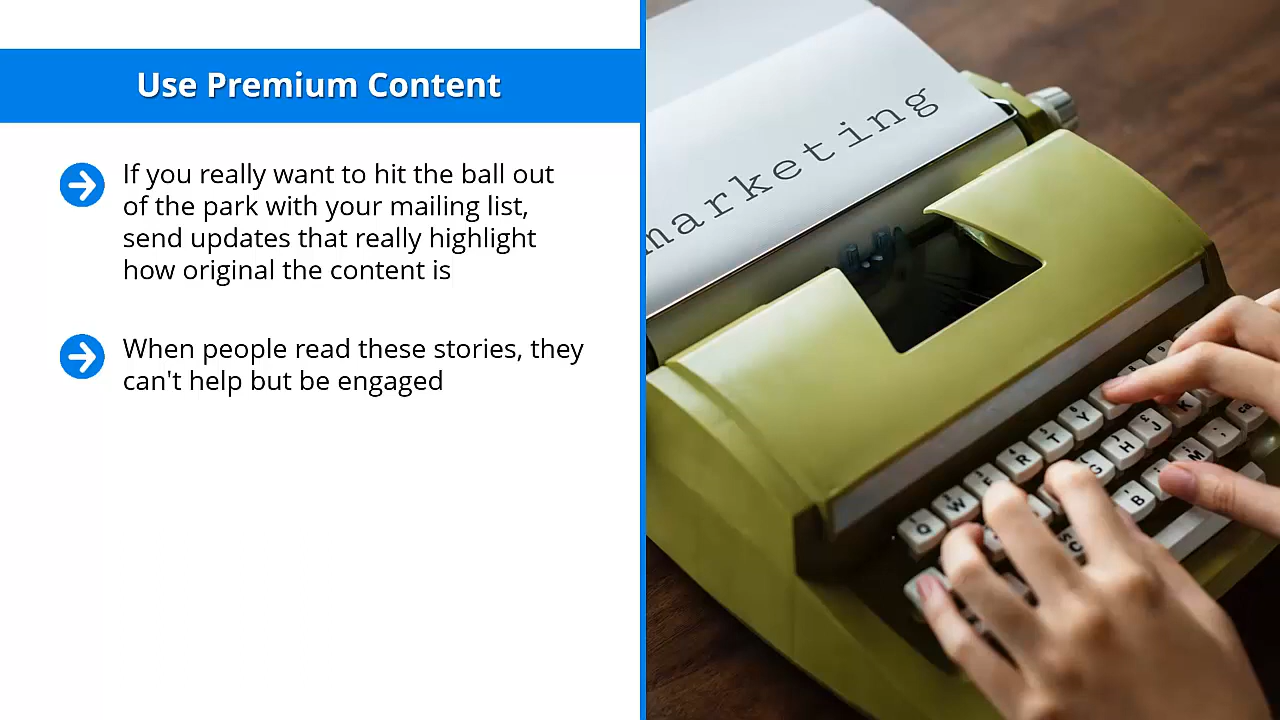 Use Premium Content
If you really want to hit the ball out
of the park with your mailing list,
send updates that really highlight
how original the content is
When people read these stories, they
can't help but be engaged
marketing
Q W E R T Y
G H J K
B M ;